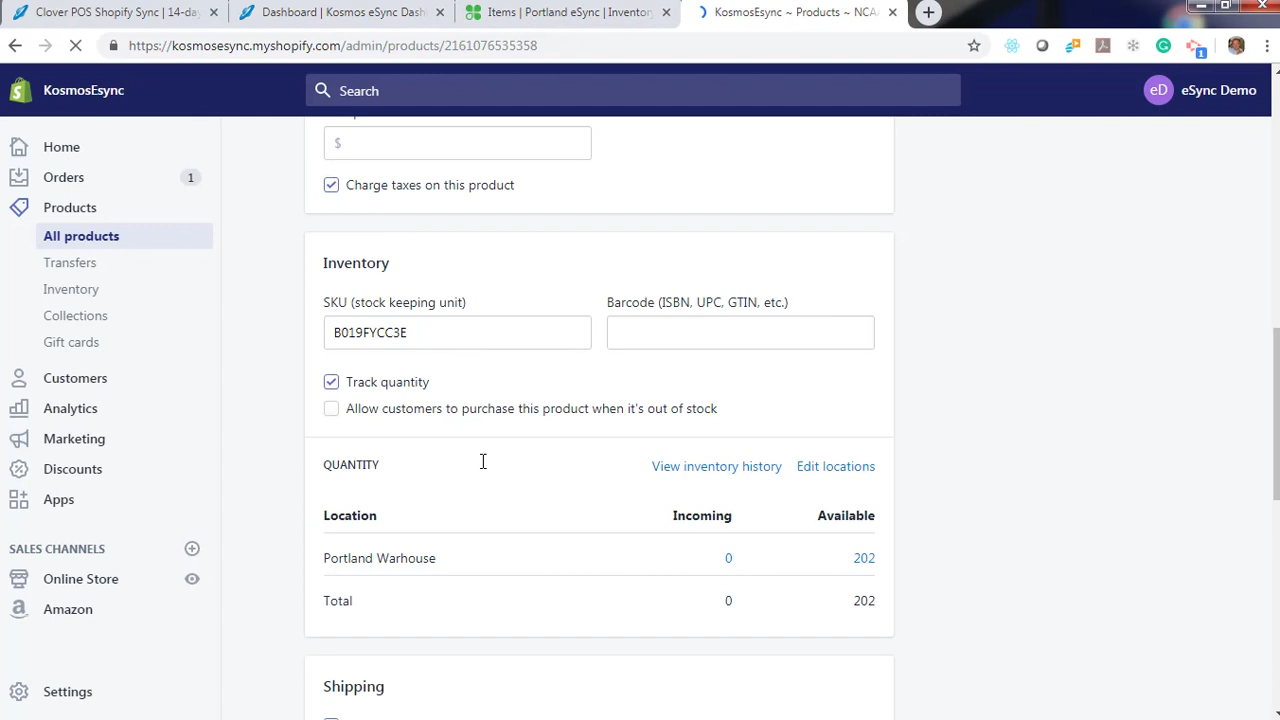 Clover POS Shopify Sync | 14-day
Dashboard | Kosmos eSync Dash
Items | Portland eSync | Inventory
KosmosEsync ~ Products ~ NCA
https://kosmosesync.myshopify.com/admin/products/2161076535358
1
KosmosEsync
Search
eD
eSync Demo
Home
Orders
1
Products
All products
Transfers
Inventory
Collections
Gift cards
Customers
Analytics
Marketing
Discounts
Apps
SALES CHANNELS
Online Store
Amazon
Settings
$
Charge taxes on this product
Inventory
SKU (stock keeping unit)
Barcode (ISBN, UPC, GTIN, etc.)
B019FYCC3E
Track quantity
Allow customers to purchase this product when it's out of stock
QUANTITY
View inventory history
Edit locations
Location
Incoming
Available
Portland Warhouse
0
202
Total
0
202
Shipping